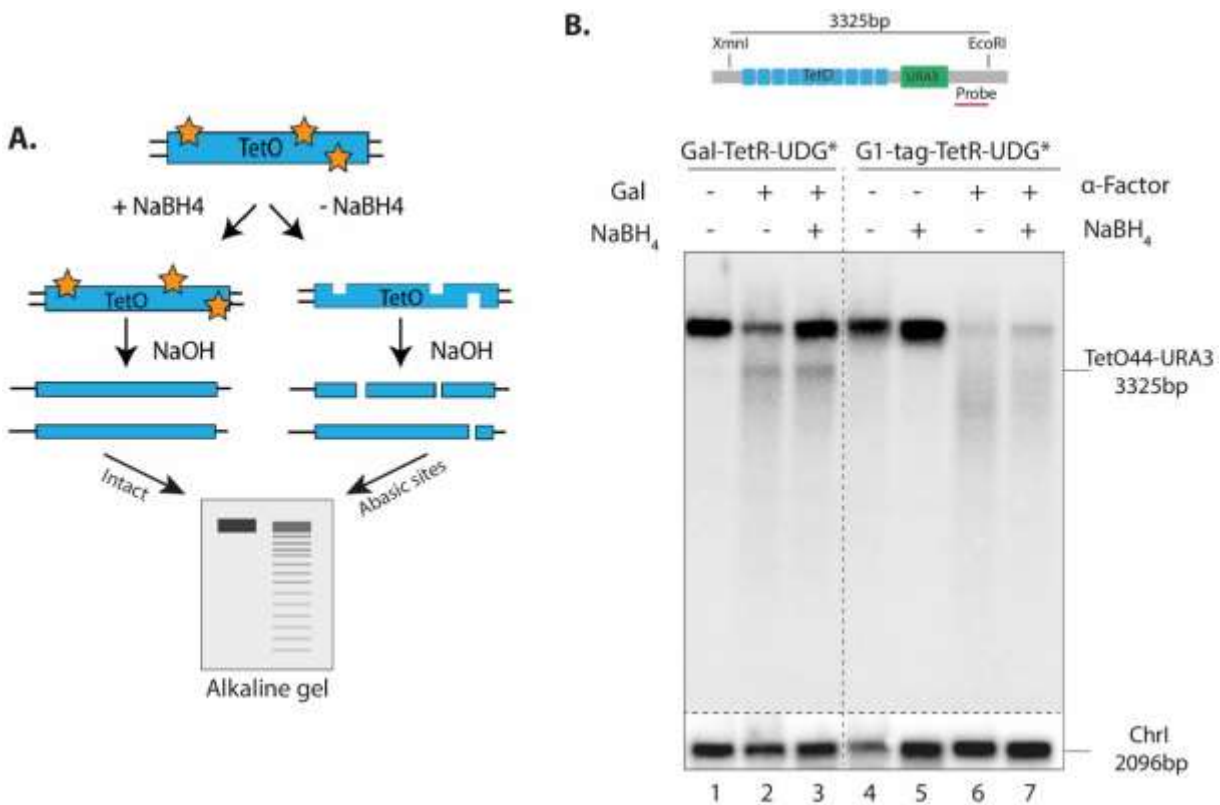 A.
TetO
+ NaBH4 - NaBH4
TetO TetO
NaOH NaOH
Intact Abasic sites
Alkaline gel
B.
3325bp
XmnI EcoRI
TetO URA3
Probe
Gal-TetR-UDG* G1-tag-TetR-UDG*
Gal - + + - - + + α-Factor
NaBH4 - - + - + - + NaBH4
TetO44-URA3
3325bp
ChrI
2096bp
1 2 3 4 5 6 7